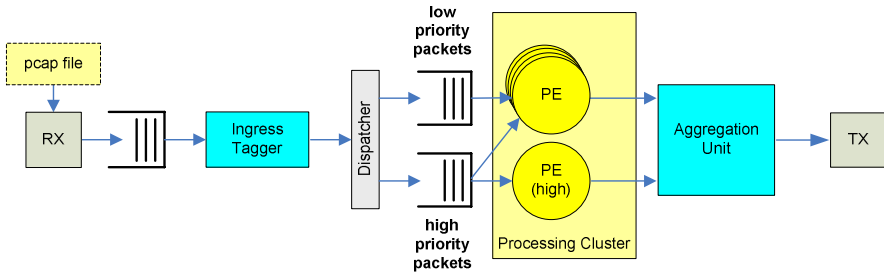 low
priority
packets
pcap file
RX
Ingress
Tagger
Dispatcher
PE
PE
(high)
Processing Cluster
Aggregation
Unit
TX
high
priority
packets